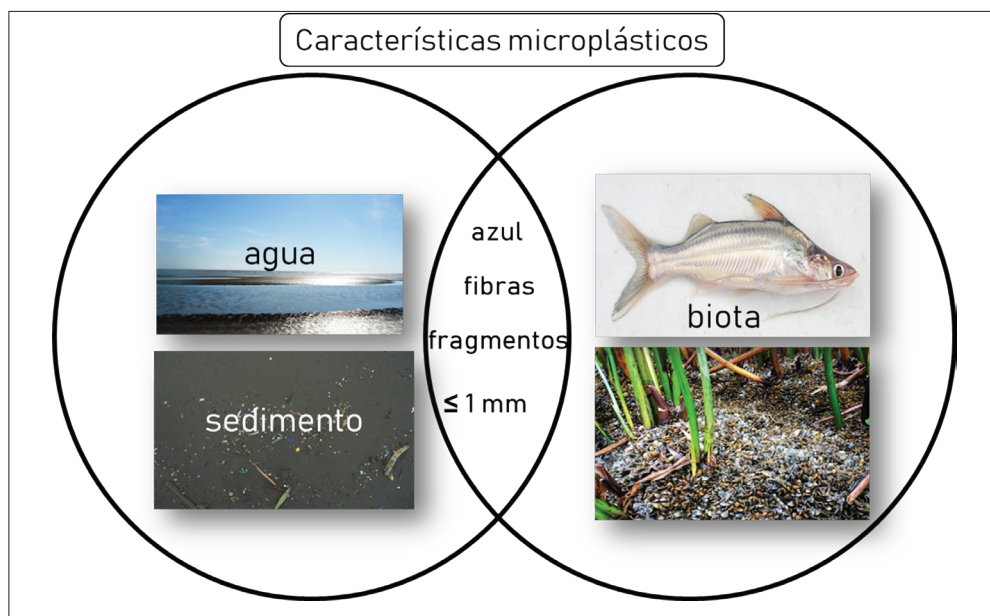 Características microplásticos
agua
sedimento
azul
fibras
fragmentos
≤ 1 mm
biota